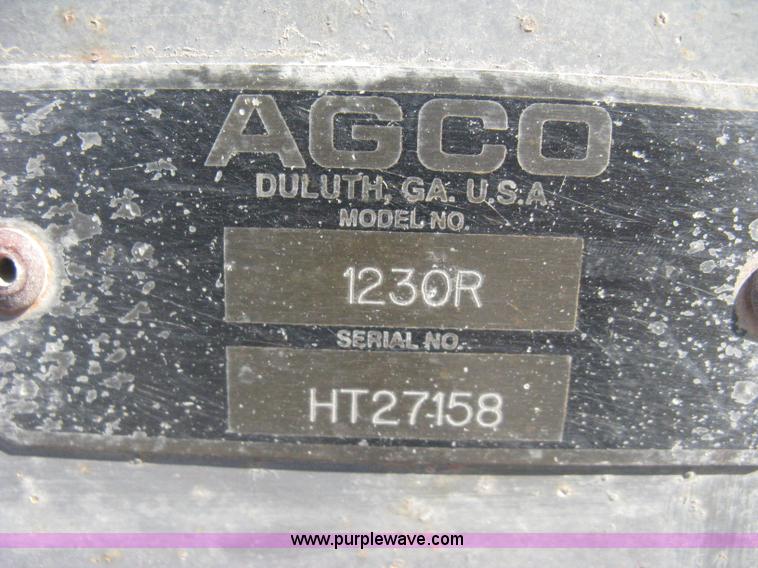 AGCO
DULUTH, GA. U.S.A.
MODEL NO.
1230R
SERIAL NO.
HT27158
www.purplewave.com